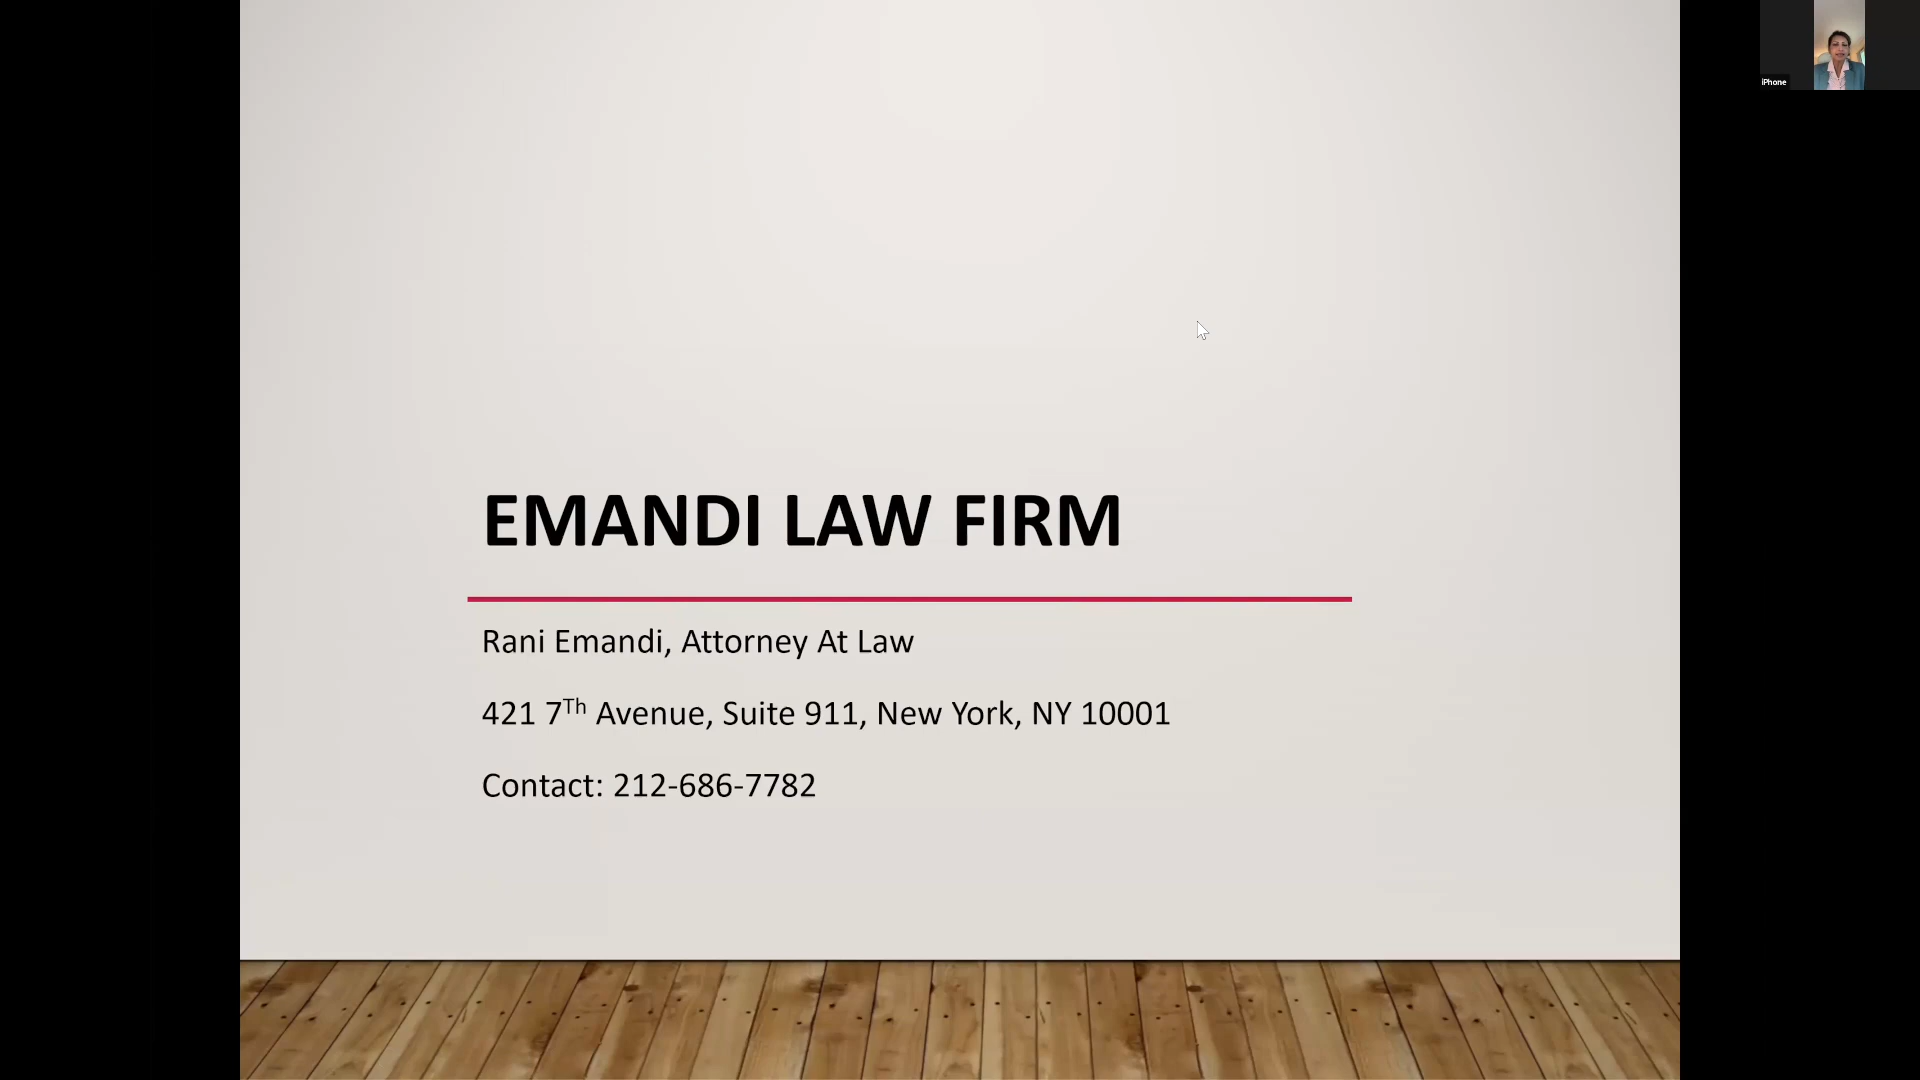 iPhone
EMANDI LAW FIRM
Rani Emandi, Attorney At Law
421 7Th Avenue, Suite 911, New York, NY 10001
Contact: 212-686-7782